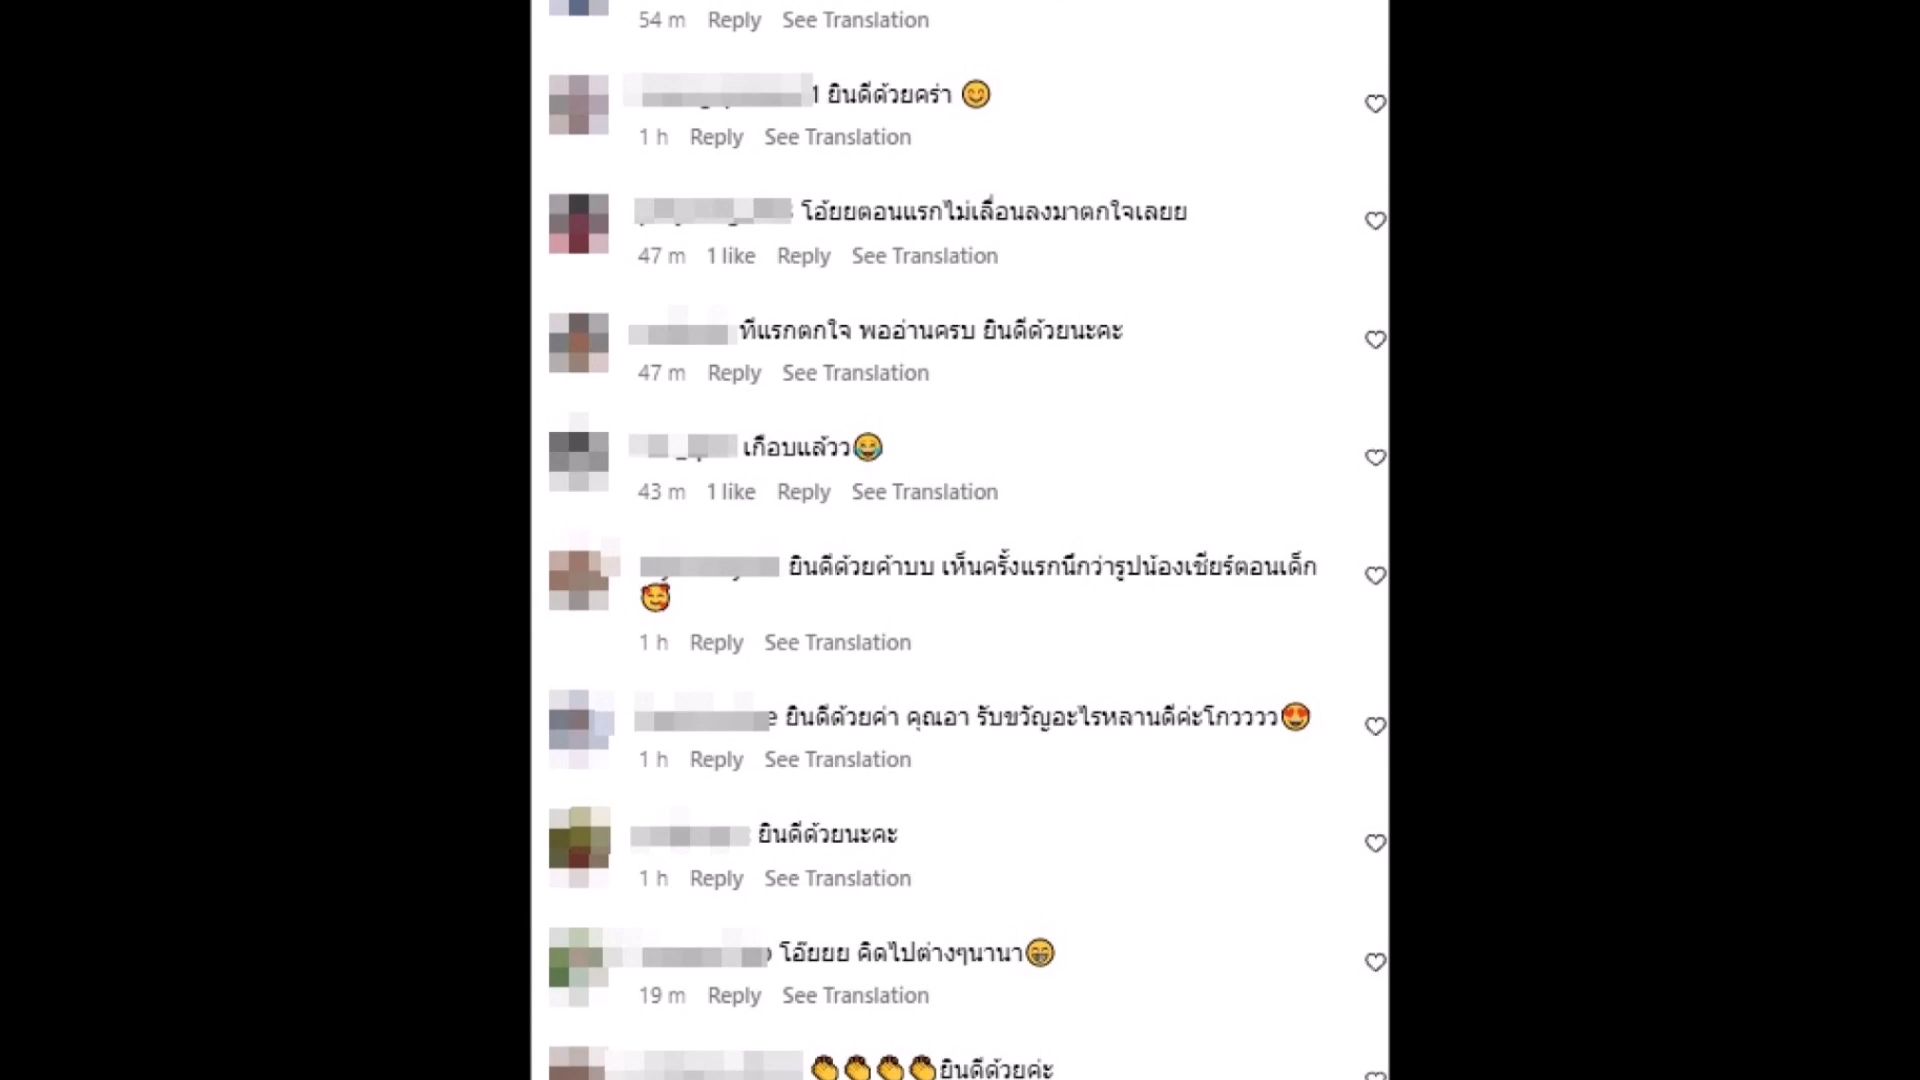 54 m Reply See Translation
ยินดีด้วยคร่า 😊
1 h Reply See Translation
โอ้ยยตอนแรกไม่เลื่อนลงมาตกใจเลยย
47 m 1 like Reply See Translation
ทีแรกตกใจ พออ่านครบ ยินดีด้วยนะคะ
47 m Reply See Translation
เกือบแล้วว😂
43 m 1 like Reply See Translation
ยินดีด้วยค้าบบ เห็นครั้งแรกนึกว่ารูปน้องเชียร์ตอนเด็ก
🥰
1 h Reply See Translation
ยินดีด้วยค่า คุณอา รับขวัญอะไรหลานดีค่ะโกวววว😍
1 h Reply See Translation
ยินดีด้วยนะคะ
1 h Reply See Translation
โอ๊ยยย คิดไปต่างๆนานา😁
19 m Reply See Translation
👏👏👏👏ยินดีด้วยค่ะ